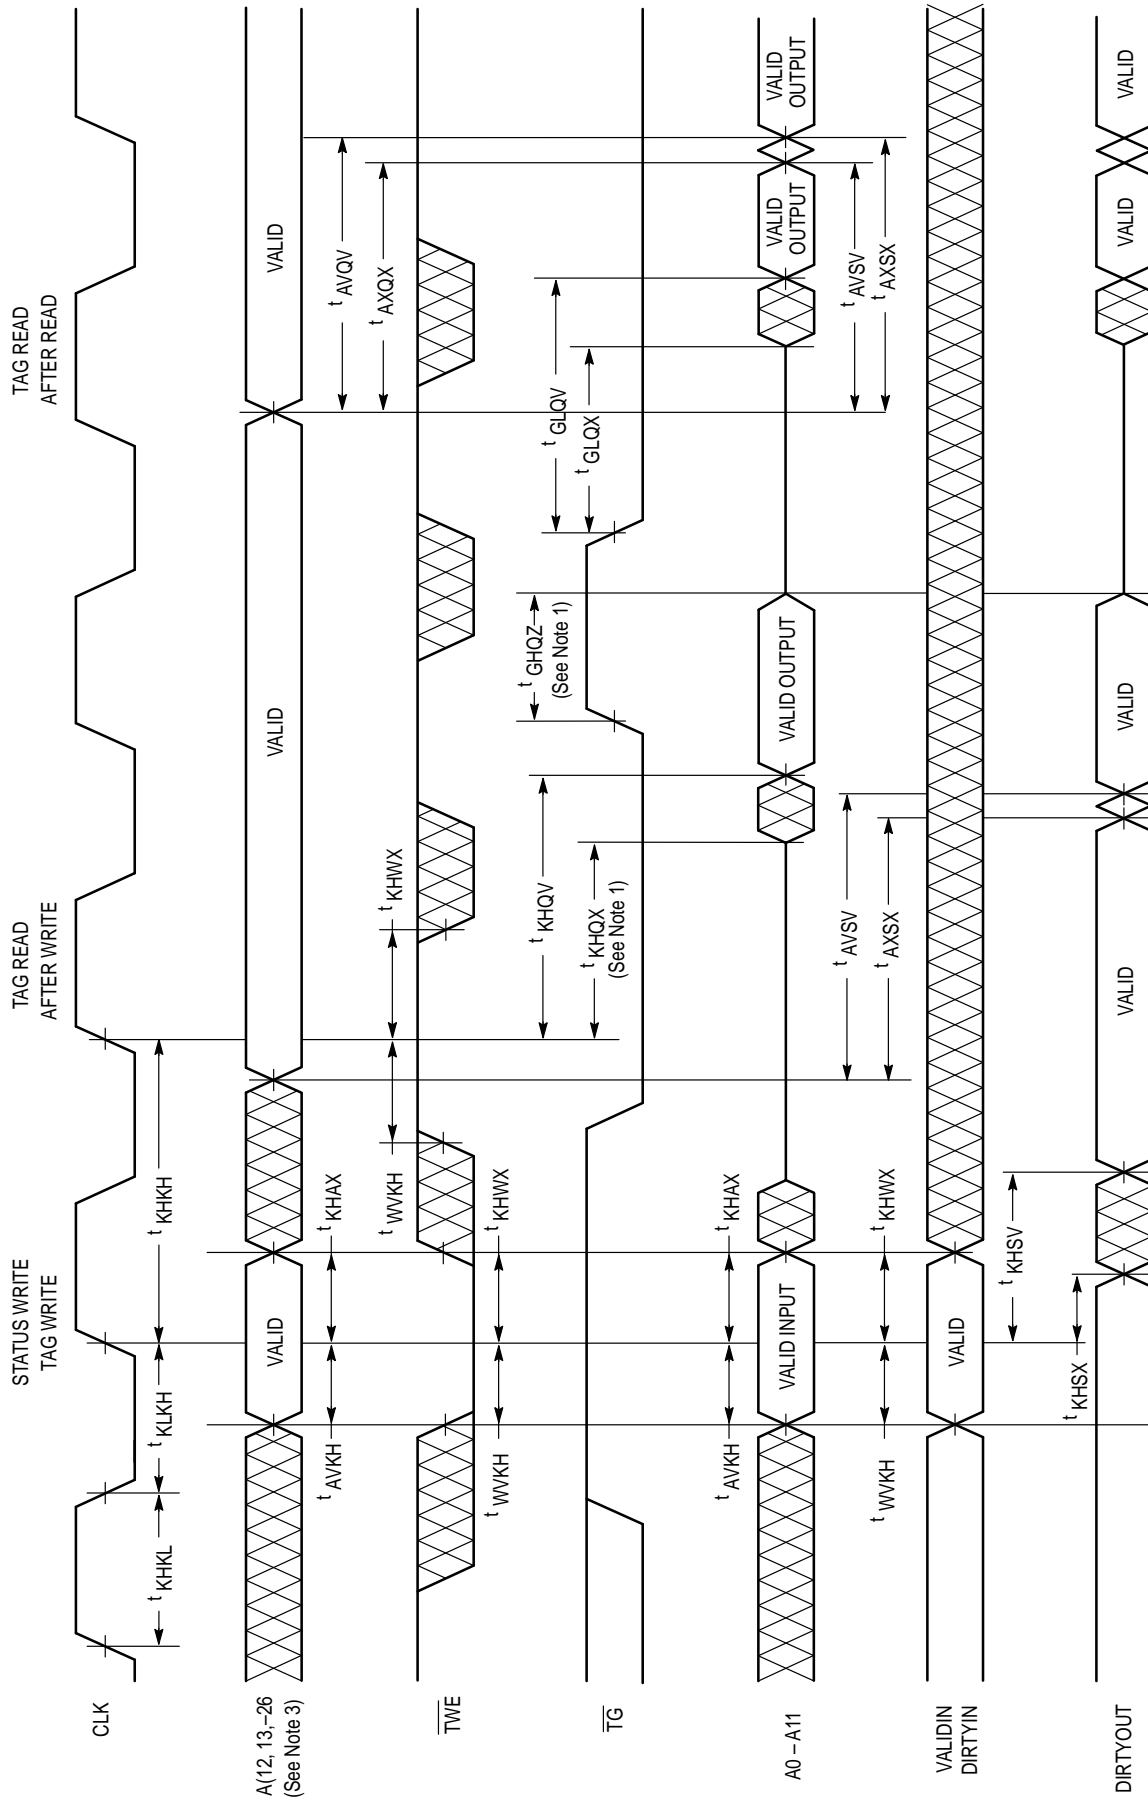 STATUS WRITE
TAG WRITE
TAG READ
AFTER WRITE
TAG READ
AFTER READ
CLK
t KHKL
t KLKH
t KHKH
A(12, 13,–26
(See Note 3)
VALID
VALID
VALID
t AVKH
t KHAX
t AVQV
t AXQX
TWE
t WVKH
t KHWX
t WVKH
t KHWX
TG
t KHQV
t KHQX
(See Note 1)
t GHQZ
(See Note 1)
t GLQV
t GLQX
A0 – A11
t AVKH
t KHAX
VALID INPUT
VALID OUTPUT
VALID
OUTPUT
VALID
OUTPUT
t AVSV
t AXSX
t AVSV
t AXSX
VALIDIN
DIRTYIN
t WVKH
t KHWX
VALID
t KHSX
t KHSV
DIRTYOUT
VALID
VALID
VALID
VALID